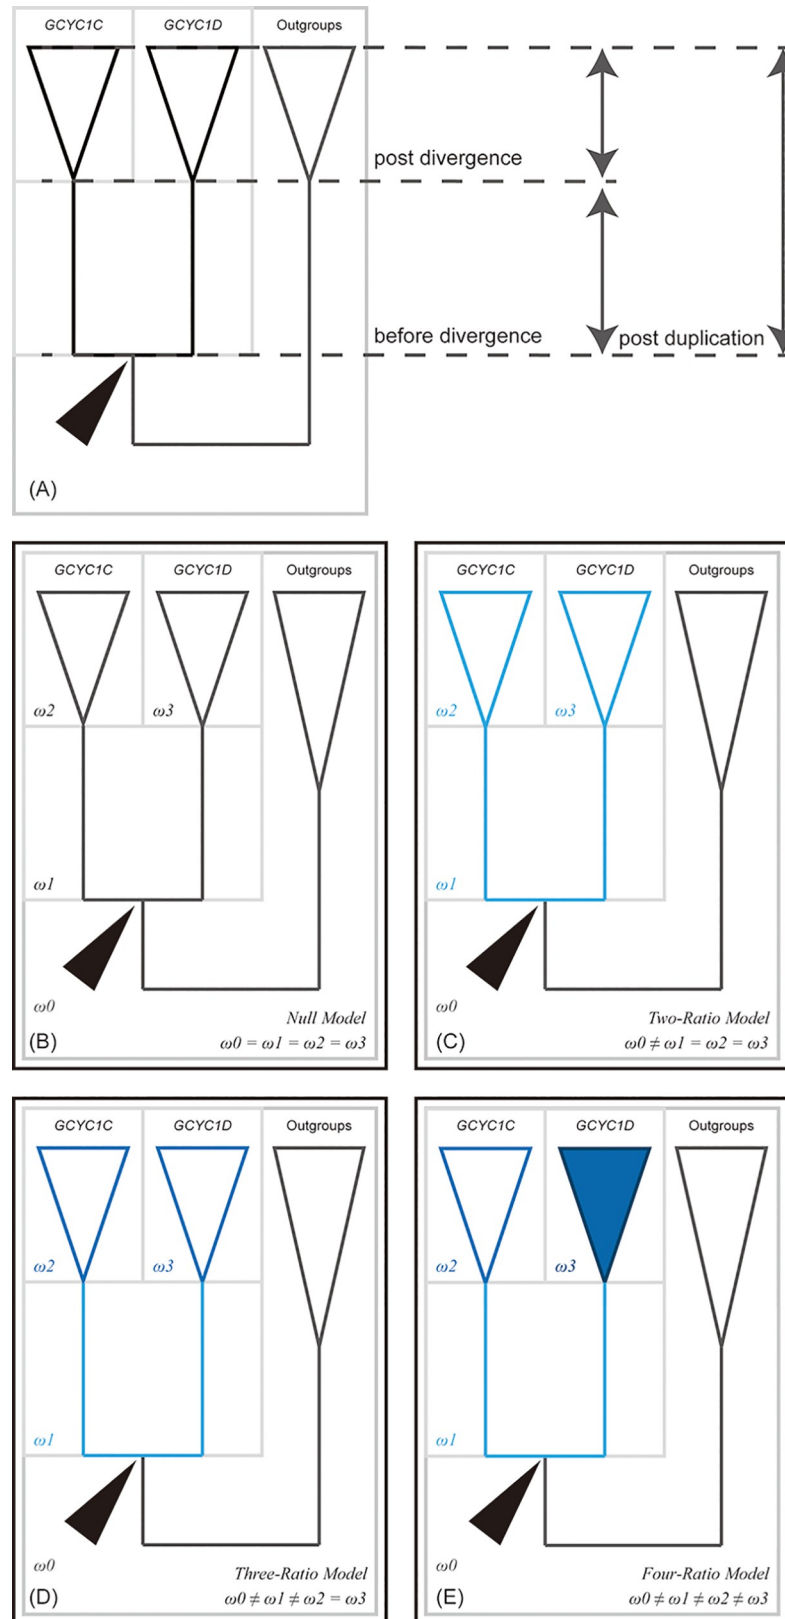 GCYC1C GCYC1D Outgroups
post divergence
before divergence post duplication
(A)
GCYC1C GCYC1D Outgroups
ω2 ω3
ω1
ω0
Null Model
(B) ω0 = ω1 = ω2 = ω3
GCYC1C GCYC1D Outgroups
ω2 ω3
ω1
ω0
Two-Ratio Model
(C) ω0 ≠ ω1 = ω2 = ω3
GCYC1C GCYC1D Outgroups
ω2 ω3
ω1
ω0
Three-Ratio Model
(D) ω0 ≠ ω1 ≠ ω2 = ω3
GCYC1C GCYC1D Outgroups
ω2 ω3
ω1
ω0
Four-Ratio Model
(E) ω0 ≠ ω1 ≠ ω2 ≠ ω3